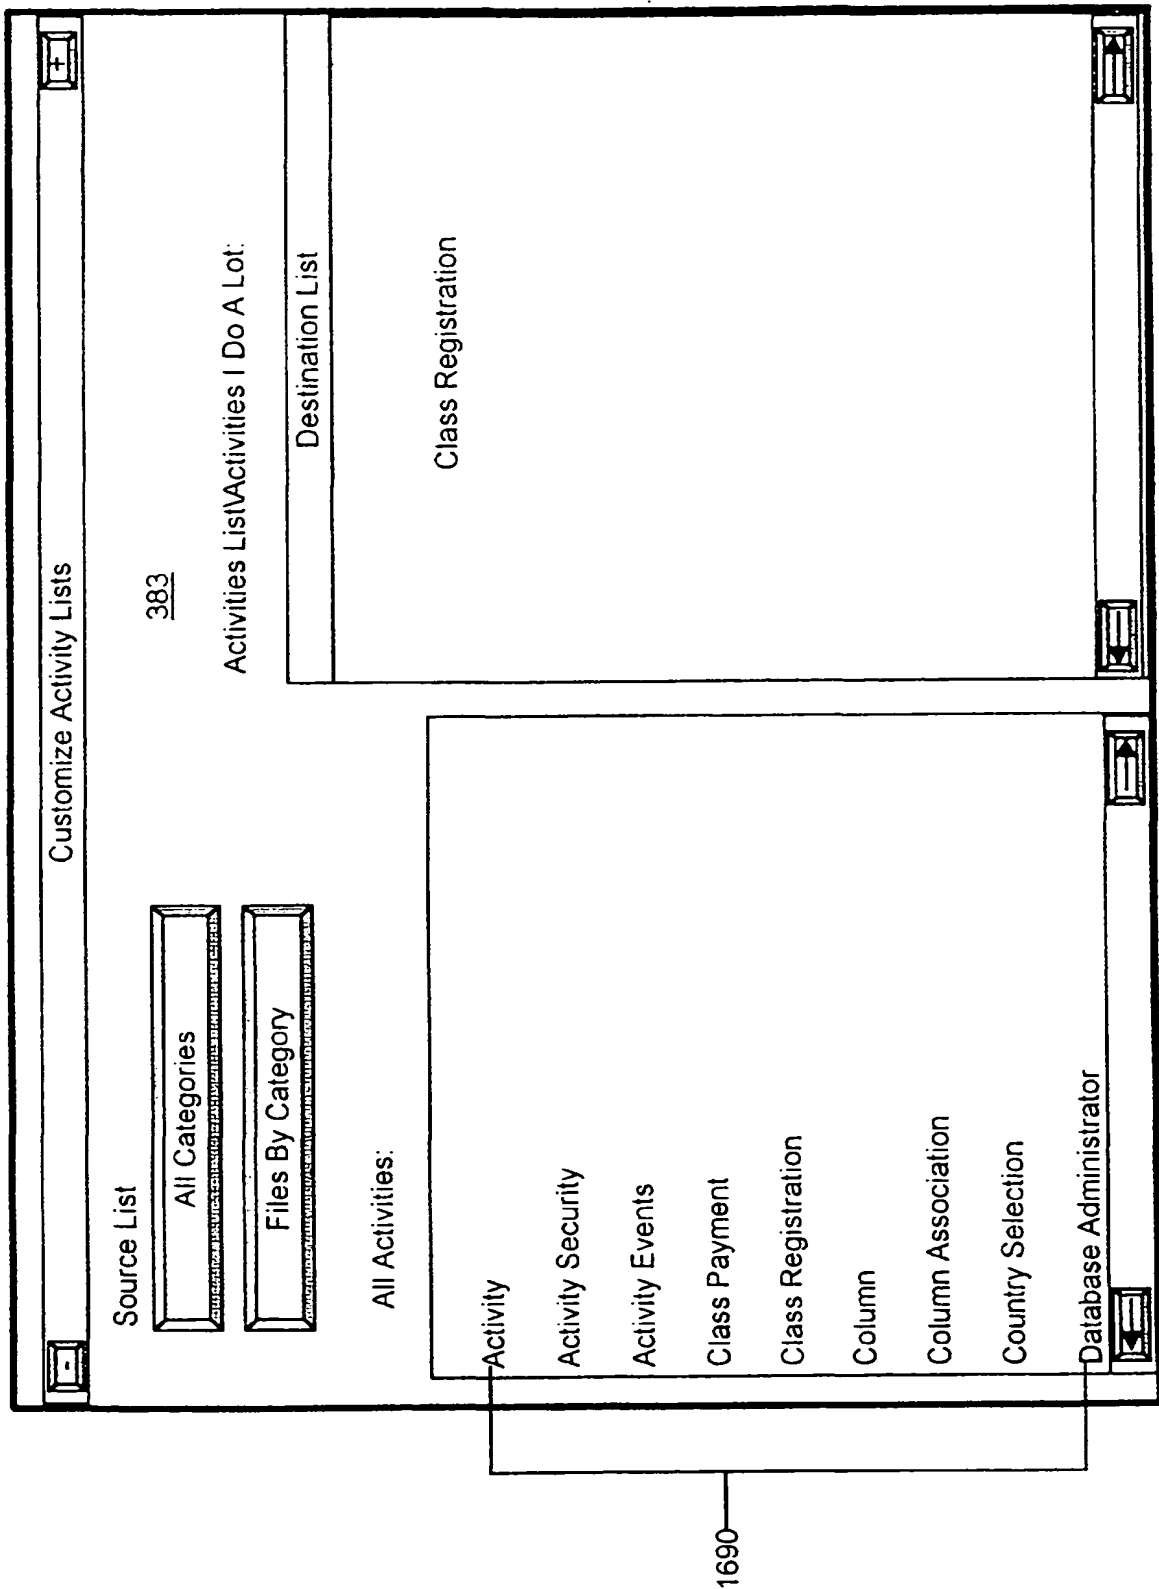 Customize Activity Lists
-
+
383
Source List
All Categories
Files By Category
All Activities:
Activity
Activity Security
Activity Events
Class Payment
Class Registration
Column
Column Association
Country Selection
Database Administrator
Activities List\Activities I Do A Lot:
Destination List
Class Registration
1690